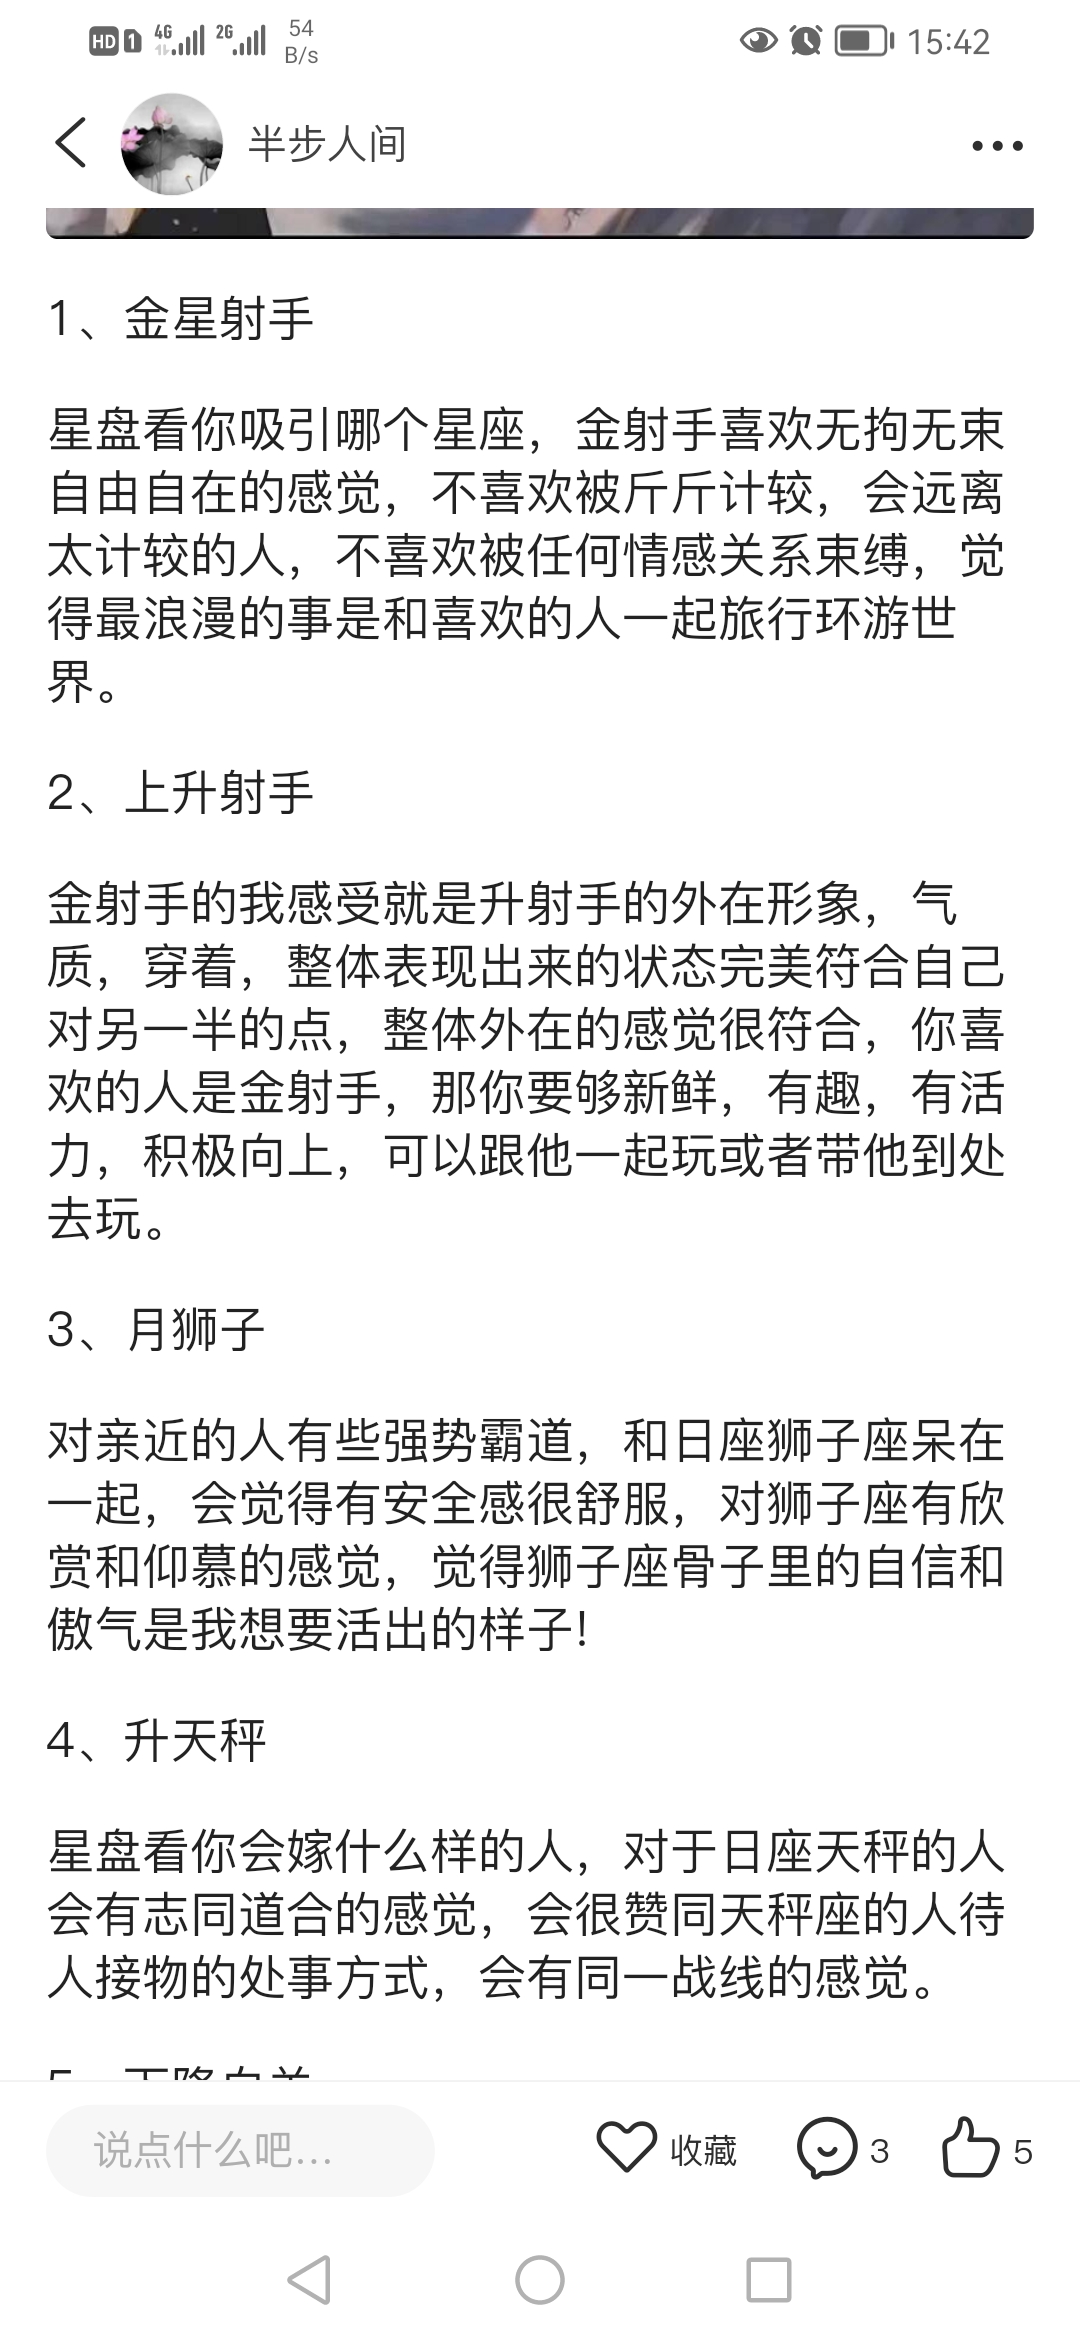 HD 1 4G 2G 54 B/s 15:42
半步人间
1、金星射手
星盘看你吸引哪个星座，金射手喜欢无拘无束
自由自在的感觉，不喜欢被斤斤计较，会远离
太计较的人，不喜欢被任何情感关系束缚，觉
得最浪漫的事是和喜欢的人一起旅行环游世
界。
2、上升射手
金射手的我感受就是升射手的外在形象，气
质，穿着，整体表现出来的状态完美符合自己
对另一半的点，整体外在的感觉很符合，你喜
欢的人是金射手，那你要够新鲜，有趣，有活
力，积极向上，可以跟他一起玩或者带他到处
去玩。
3、月狮子
对亲近的人有些强势霸道，和日座狮子座呆在
一起，会觉得有安全感很舒服，对狮子座有欣
赏和仰慕的感觉，觉得狮子座骨子里的自信和
傲气是我想要活出的样子!
4、升天秤
星盘看你会嫁什么样的人，对于日座天秤的人
会有志同道合的感觉，会很赞同天秤座的人待
人接物的处事方式，会有同一战线的感觉。
5、下降白羊
说点什么吧... 收藏 3 5